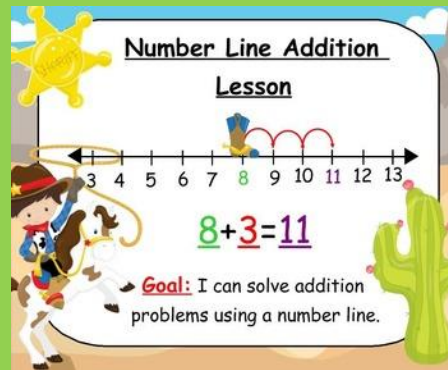 SHERIFF
Number Line Addition
Lesson
3 4 5 6 7 8 9 10 11 12 13
8+3=11
Goal: I can solve addition
problems using a number line.